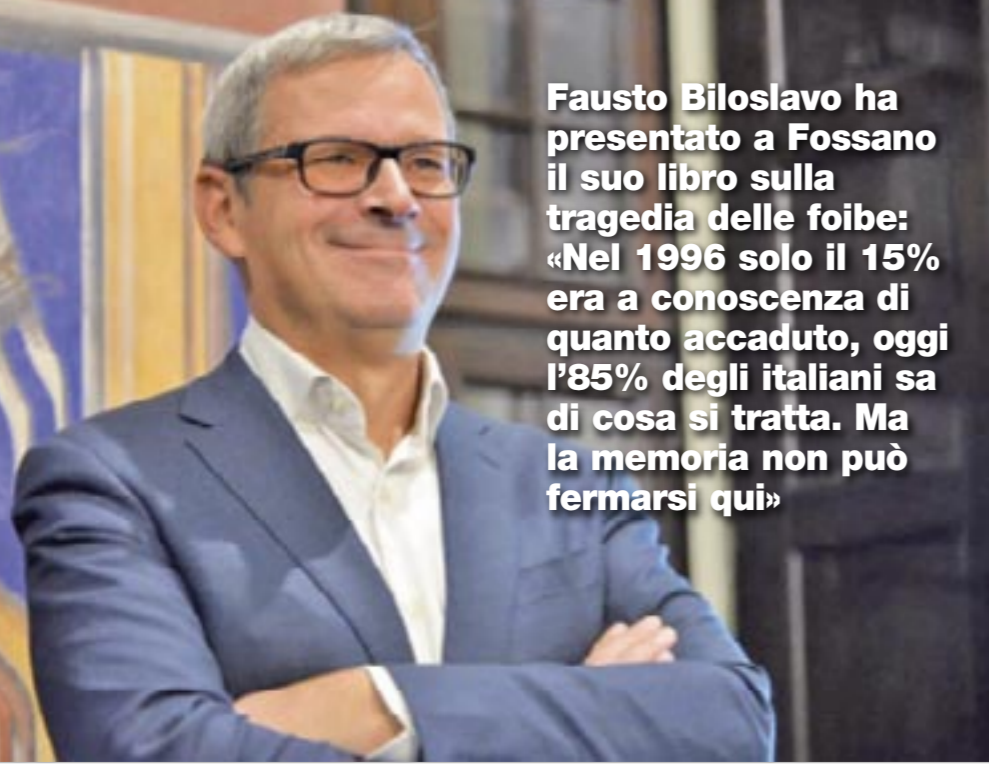 Fausto Biloslavo ha
presentato a Fossano
il suo libro sulla
tragedia delle foibe:
«Nel 1996 solo il 15%
era a conoscenza di
quanto accaduto, oggi
l’85% degli italiani sa
di cosa si tratta. Ma
la memoria non può
fermarsi qui»